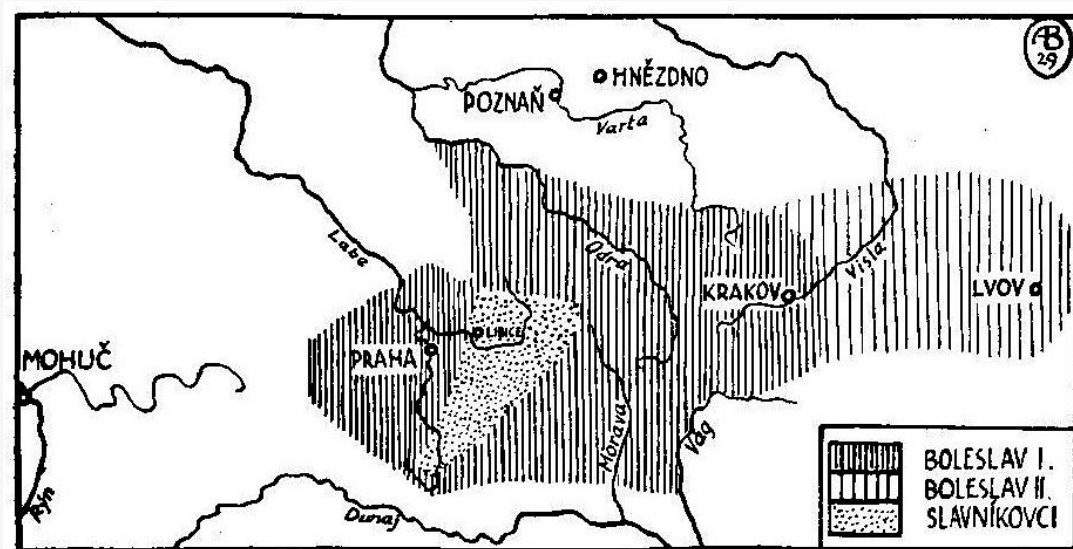 AB
29
HNĚZDNO
POZNAŇ
Varta
Labe
Odra
Visla
KRAKOV
LVOV
LIBICE
PRAHA
MOHUČ
Morava
Vág
Rýn
Dunaj
BOLESLAV I.
BOLESLAV II.
SLAVNÍKOVCI